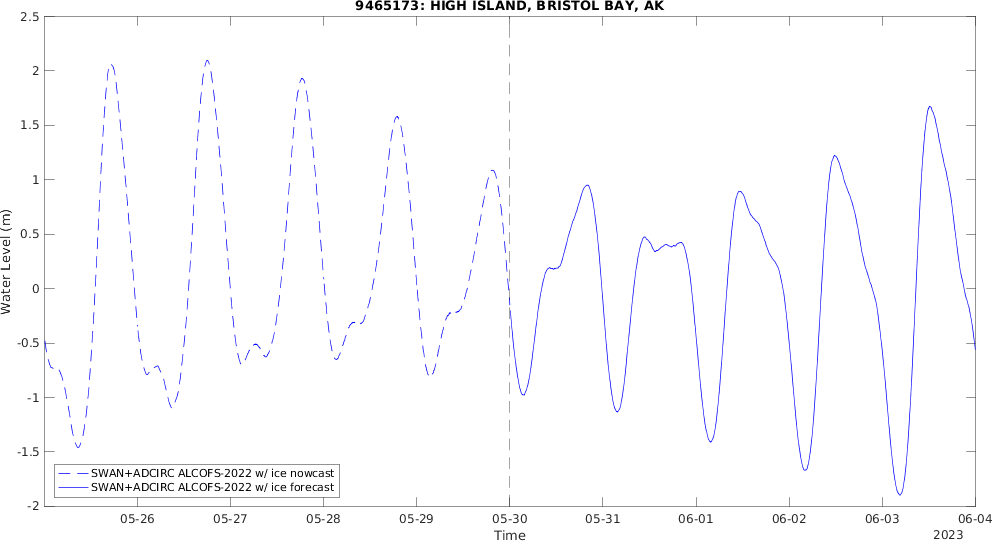 9465173: HIGH ISLAND, BRISTOL BAY, AK
2.5
2
1.5
1
0.5
0
-0.5
-1
-1.5
-2
Water Level (m)
SWAN+ADCIRC ALCOFS-2022 w/ ice nowcast
SWAN+ADCIRC ALCOFS-2022 w/ ice forecast
05-26 05-27 05-28 05-29 05-30 05-31 06-01 06-02 06-03 06-04
Time
2023